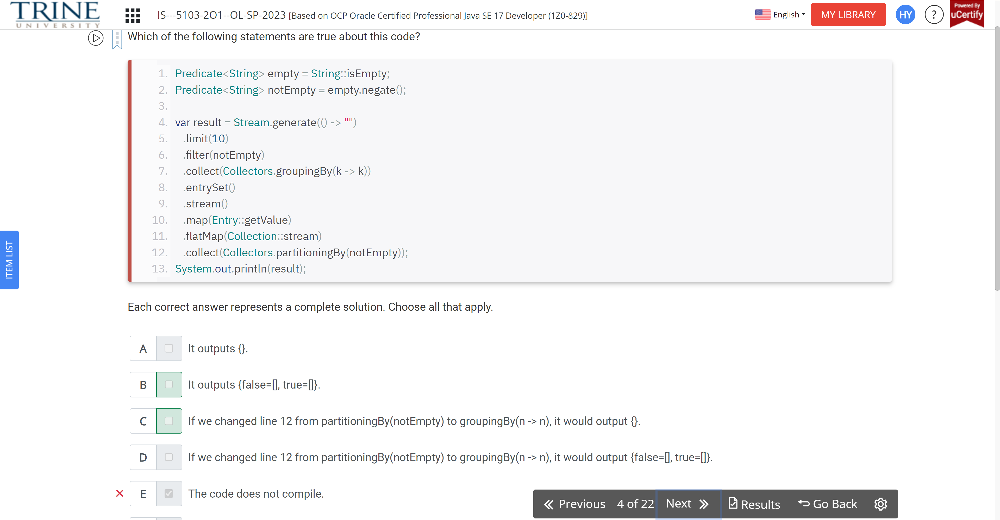 TRINE
UNIVERSITY
IS---5103-2O1--OL-SP-2023 [Based on OCP Oracle Certified Professional Java SE 17 Developer (1Z0-829)]
English
MY LIBRARY
HY
?
Powered By
uCertify
Which of the following statements are true about this code?
1. Predicate<String> empty = String::isEmpty;
2. Predicate<String> notEmpty = empty.negate();
3.
4. var result = Stream.generate(() -> "")
5. .limit(10)
6. .filter(notEmpty)
7. .collect(Collectors.groupingBy(k -> k))
8. .entrySet()
9. .stream()
10. .map(Entry::getValue)
11. .flatMap(Collection::stream)
12. .collect(Collectors.partitioningBy(notEmpty));
13. System.out.println(result);
ITEM LIST
Each correct answer represents a complete solution. Choose all that apply.
A It outputs {}.
B It outputs {false=[], true=[]}.
C If we changed line 12 from partitioningBy(notEmpty) to groupingBy(n -> n), it would output {}.
D If we changed line 12 from partitioningBy(notEmpty) to groupingBy(n -> n), it would output {false=[], true=[]}.
E The code does not compile.
Previous 4 of 22 Next Results Go Back